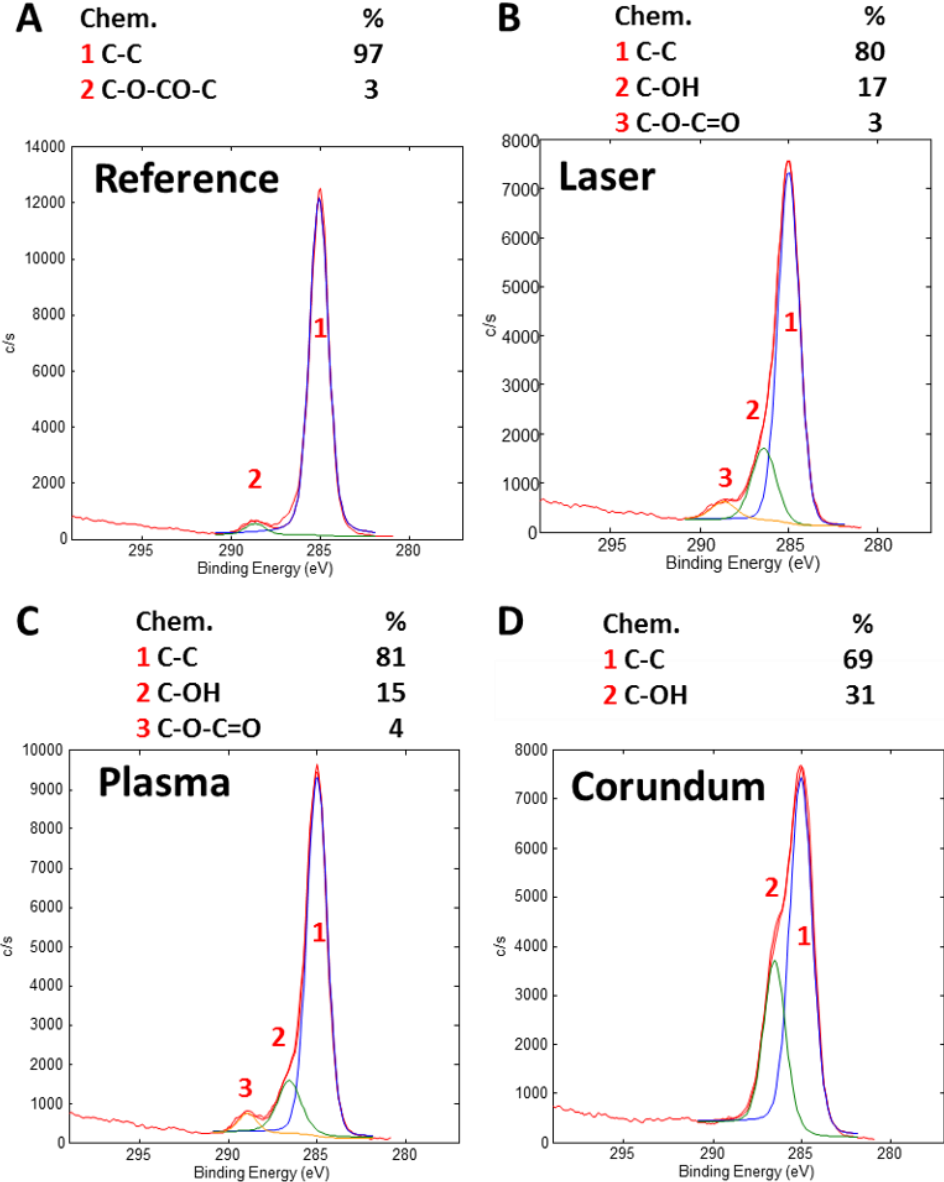 A
Chem. %
1 C-C 97
2 C-O-CO-C 3
14000
12000
10000
8000
6000
4000
2000
0
c/s
Reference
1
2
295 290 285 280
Binding Energy (eV)
B
Chem. %
1 C-C 80
2 C-OH 17
3 C-O-C=O 3
8000
7000
6000
5000
4000
3000
2000
1000
0
c/s
Laser
1
2
3
295 290 285 280
Binding Energy (eV)
C
Chem. %
1 C-C 81
2 C-OH 15
3 C-O-C=O 4
10000
9000
8000
7000
6000
5000
4000
3000
2000
1000
0
c/s
Plasma
1
2
3
295 290 285 280
Binding Energy (eV)
D
Chem. %
1 C-C 69
2 C-OH 31
8000
7000
6000
5000
4000
3000
2000
1000
0
c/s
Corundum
2
1
295 290 285 280
Binding Energy (eV)